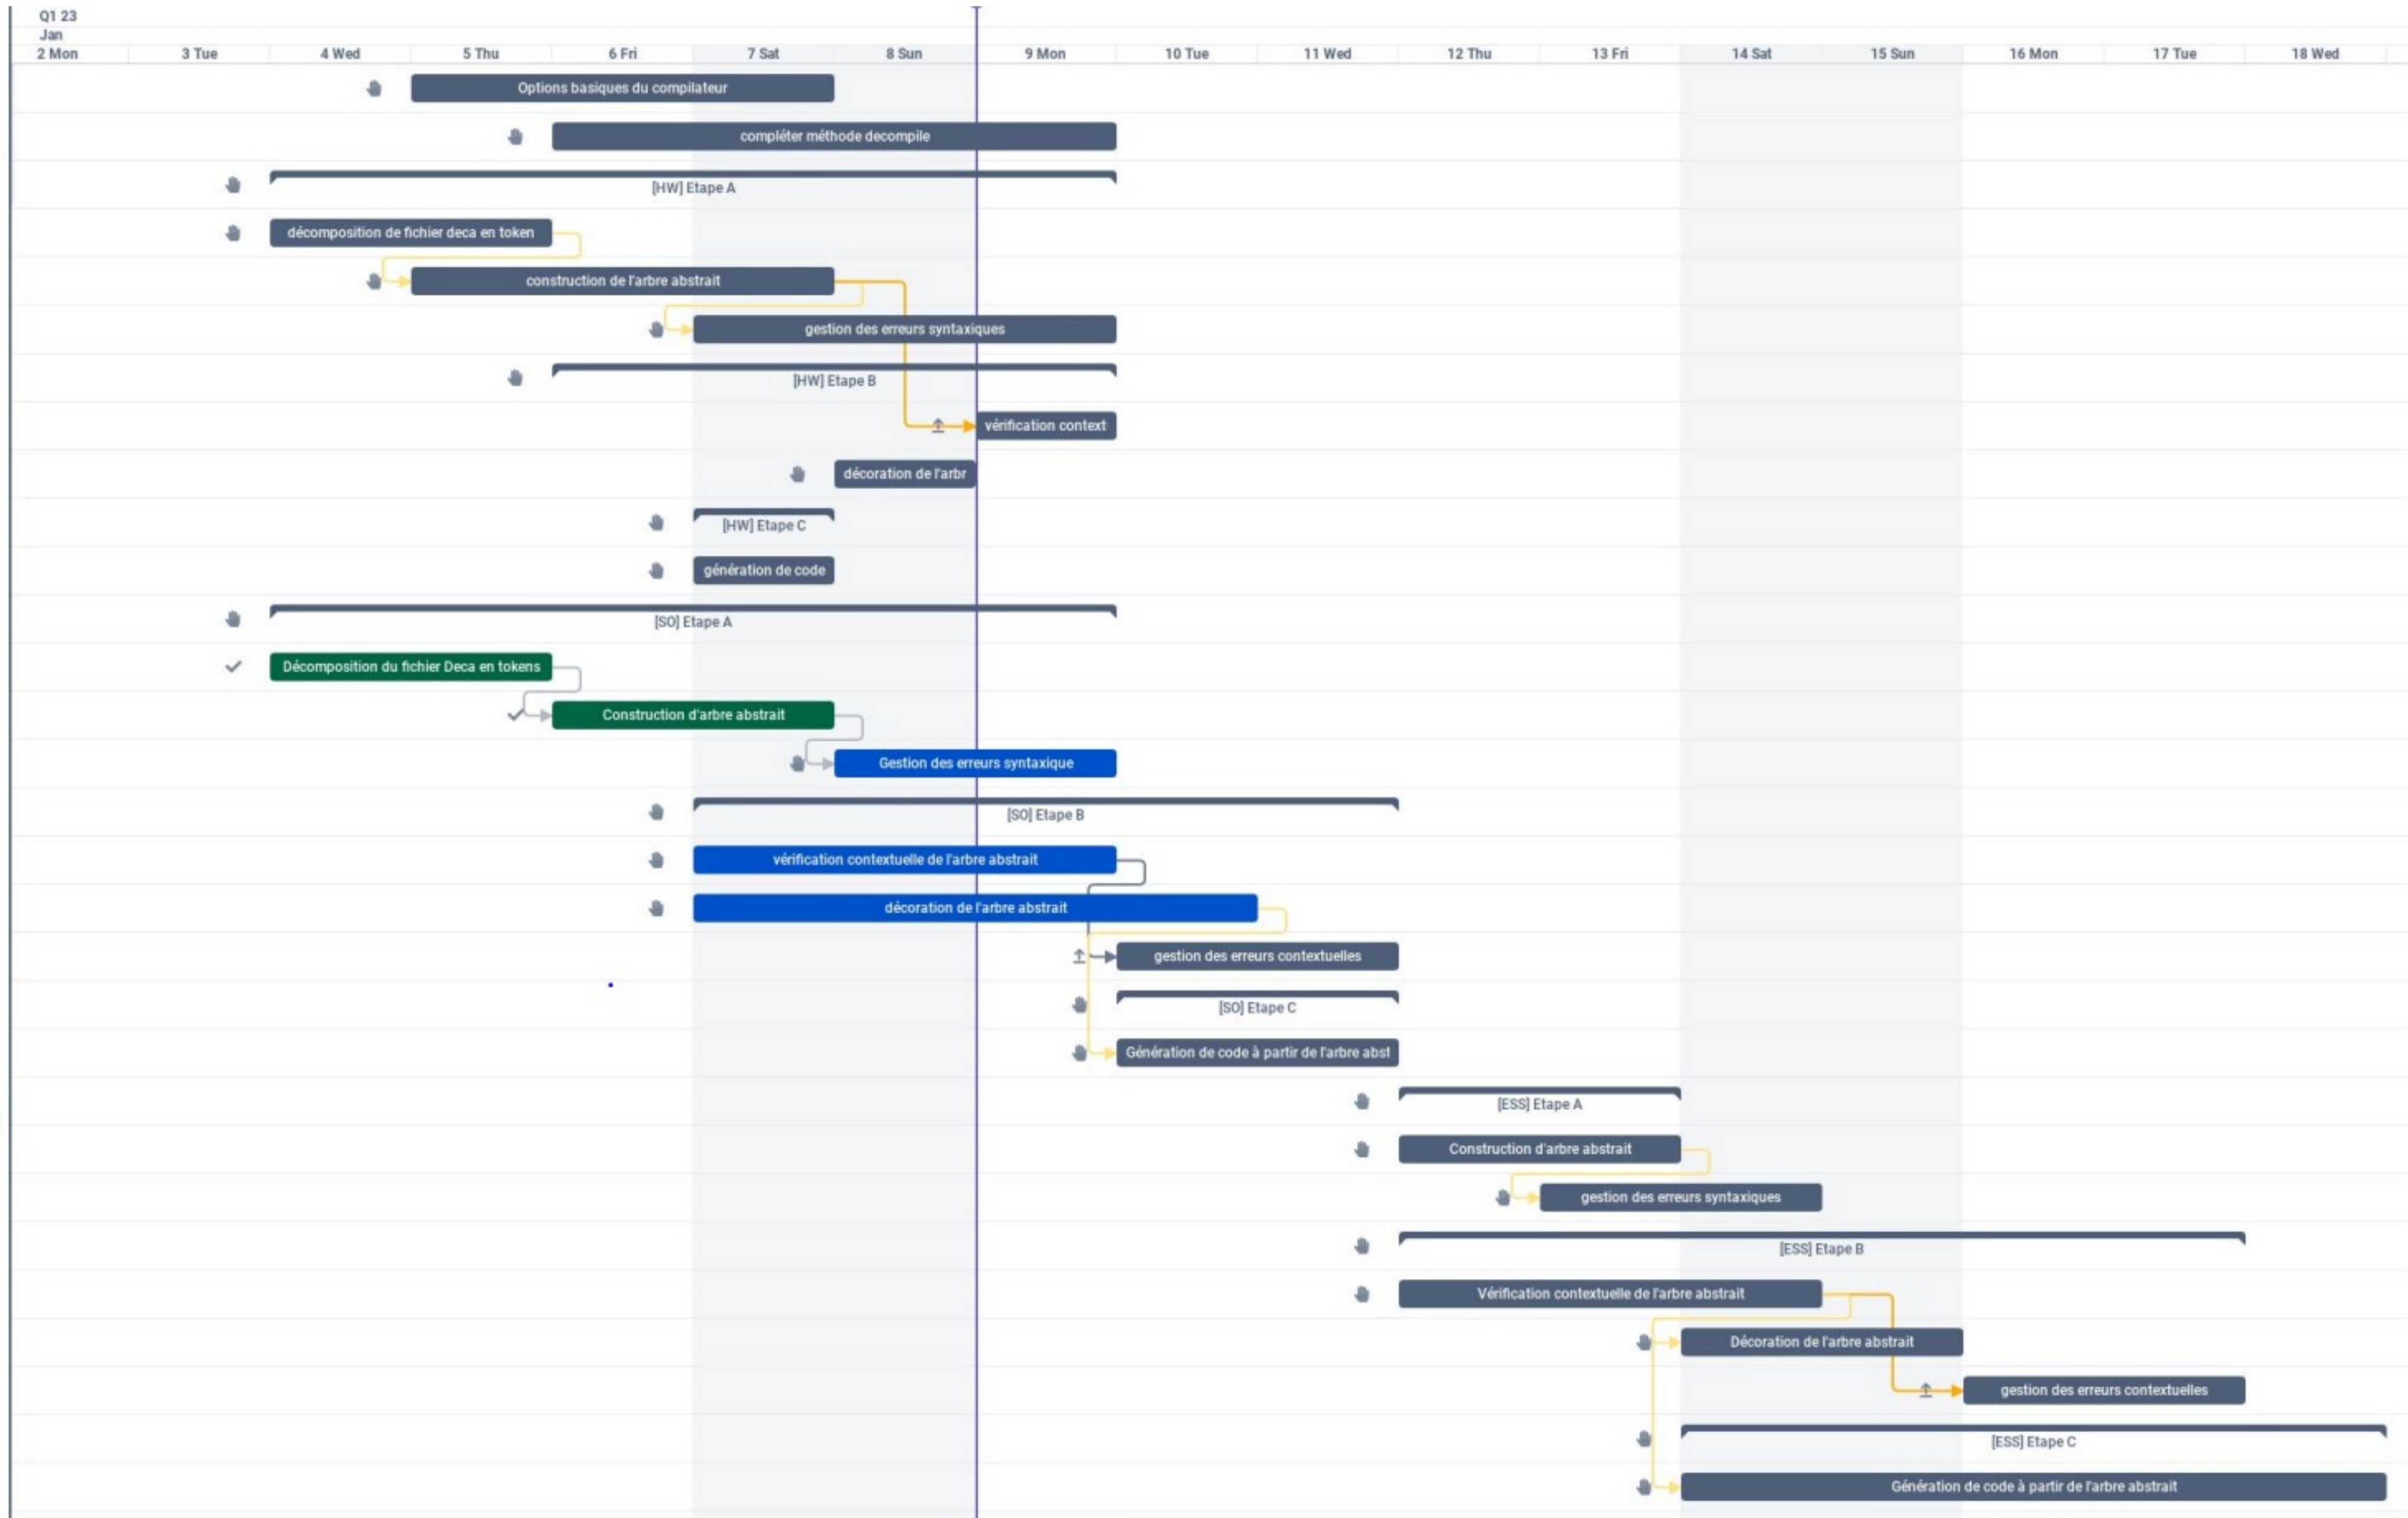 Q1 23
Jan
2 Mon 3 Tue 4 Wed 5 Thu 6 Fri 7 Sat 8 Sun 9 Mon 10 Tue 11 Wed 12 Thu 13 Fri 14 Sat 15 Sun 16 Mon 17 Tue 18 Wed
Options basiques du compilateur
compléter méthode decompile
[HW] Etape A
décomposition de fichier deca en token
construction de l'arbre abstrait
gestion des erreurs syntaxiques
[HW] Etape B
vérification context
décoration de l'arbr
[HW] Etape C
génération de code
[SO] Etape A
Décomposition du fichier Deca en tokens
Construction d'arbre abstrait
Gestion des erreurs syntaxique
[SO] Etape B
vérification contextuelle de l'arbre abstrait
décoration de l'arbre abstrait
gestion des erreurs contextuelles
[SO] Etape C
Génération de code à partir de l'arbre abst
[ESS] Etape A
Construction d'arbre abstrait
gestion des erreurs syntaxiques
[ESS] Etape B
Vérification contextuelle de l'arbre abstrait
Décoration de l'arbre abstrait
gestion des erreurs contextuelles
[ESS] Etape C
Génération de code à partir de l'arbre abstrait